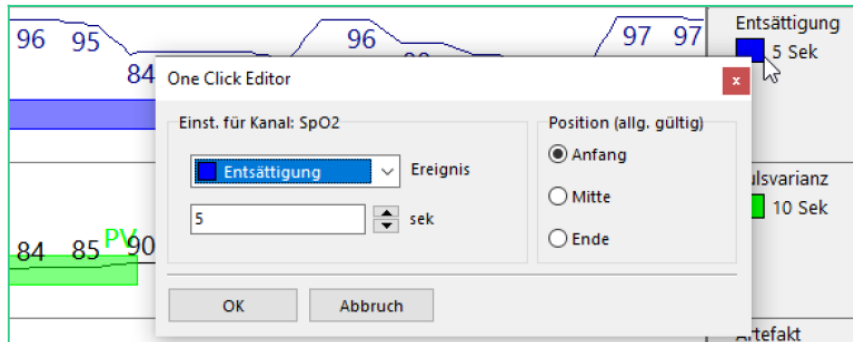 96 95 96 97 97
84
Entsättigung
5 Sek
One Click Editor
x
Einst. für Kanal: SpO2
Entsättigung
Ereignis
5
sek
Position (allg. gültig)
Anfang
Mitte
Ende
ulsvarianz
10 Sek
84 85 PV 90
OK
Abbruch
Artefakt